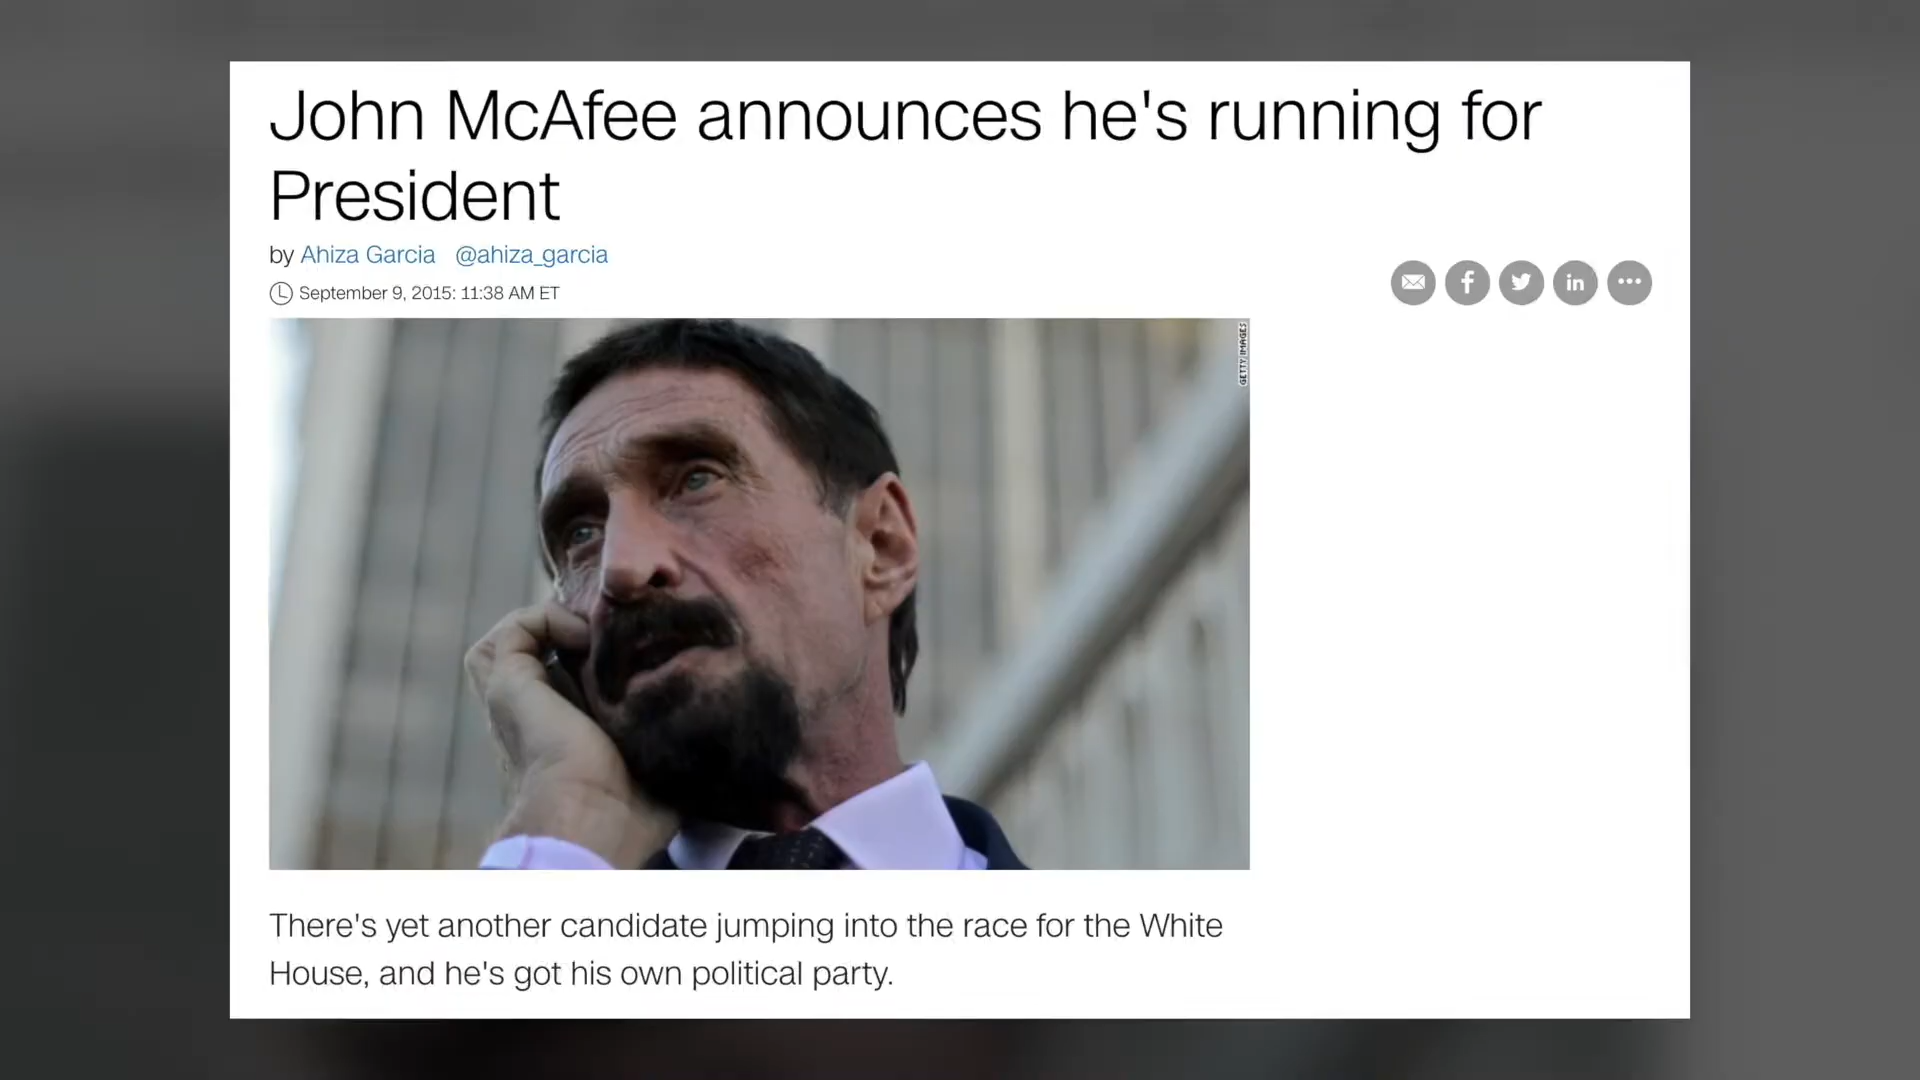 John McAfee announces he's running for
President
by Ahiza Garcia @ahiza_garcia
September 9, 2015: 11:38 AM ET
GETTY IMAGES
There's yet another candidate jumping into the race for the White
House, and he's got his own political party.